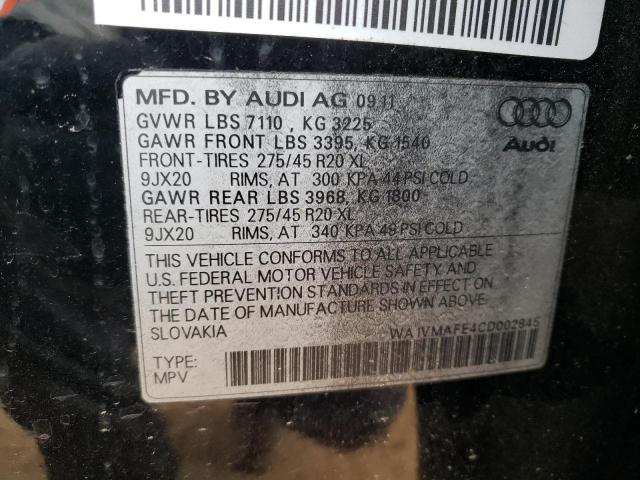 MFD. BY AUDI AG 09.11
GVWR LBS 7110 , KG 3225
GAWR FRONT LBS 3395, KG 1540
FRONT-TIRES 275/45 R20 XL
9JX20 RIMS, AT 300 KPA 44 PSI COLD
GAWR REAR LBS 3968, KG 1800
REAR-TIRES 275/45 R20 XL
9JX20 RIMS, AT 340 KPA 49 PSI COLD
Audi
THIS VEHICLE CONFORMS TO ALL APPLICABLE
U.S. FEDERAL MOTOR VEHICLE SAFETY AND
THEFT PREVENTION STANDARDS IN EFFECT ON
THE DATE OF MANUFACTURE SHOWN ABOVE.
SLOVAKIA
WA1VMAFE4CD002845
TYPE:
MPV